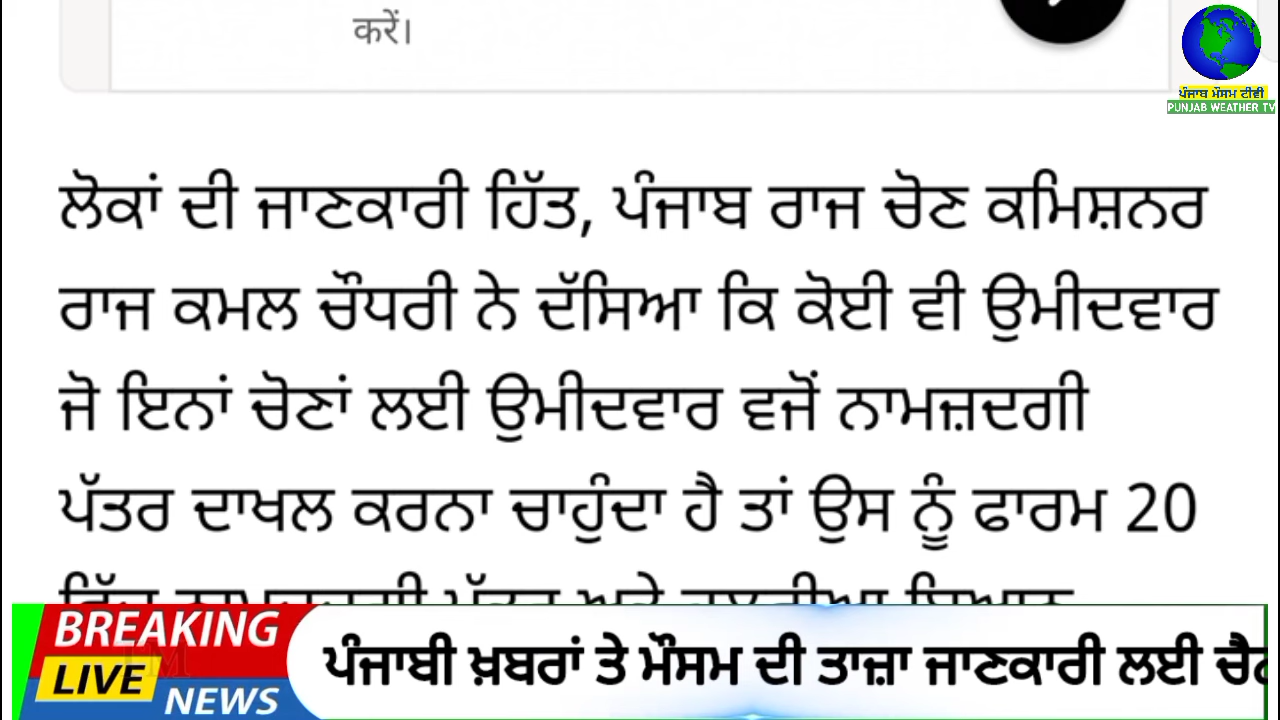 करें।
ਪੰਜਾਬ ਮੌਸਮ ਟੀਵੀ
PUNJAB WEATHER TV
ਲੋਕਾਂ ਦੀ ਜਾਣਕਾਰੀ ਹਿੱਤ, ਪੰਜਾਬ ਰਾਜ ਚੋਣ ਕਮਿਸ਼ਨਰ
ਰਾਜ ਕਮਲ ਚੌਧਰੀ ਨੇ ਦੱਸਿਆ ਕਿ ਕੋਈ ਵੀ ਉਮੀਦਵਾਰ
ਜੋ ਇਨਾਂ ਚੋਣਾਂ ਲਈ ਉਮੀਦਵਾਰ ਵਜੋਂ ਨਾਮਜ਼ਦਗੀ
ਪੱਤਰ ਦਾਖਲ ਕਰਨਾ ਚਾਹੁੰਦਾ ਹੈ ਤਾਂ ਉਸ ਨੂੰ ਫਾਰਮ 20
BREAKING
LIVE
NEWS
ਪੰਜਾਬੀ ਖ਼ਬਰਾਂ ਤੇ ਮੌਸਮ ਦੀ ਤਾਜ਼ਾ ਜਾਣਕਾਰੀ ਲਈ